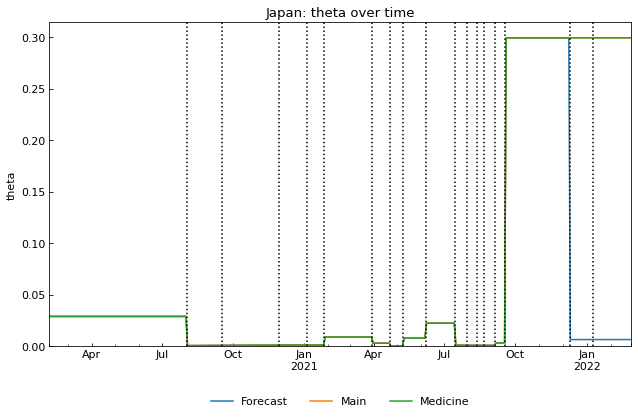 Japan: theta over time
theta
0.30
0.25
0.20
0.15
0.10
0.05
0.00
Apr Jul Oct Jan Apr Jul Oct Jan
2021 2022
Forecast Main Medicine